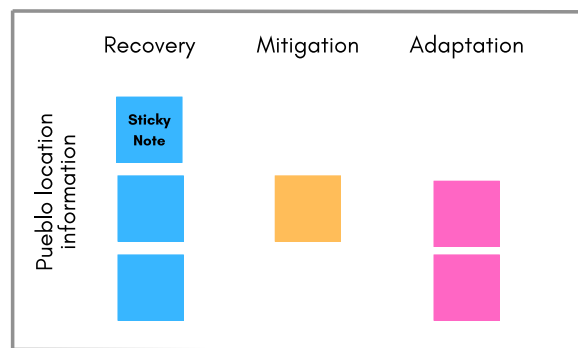 Recovery
Mitigation
Adaptation
Pueblo location
information
Sticky
Note